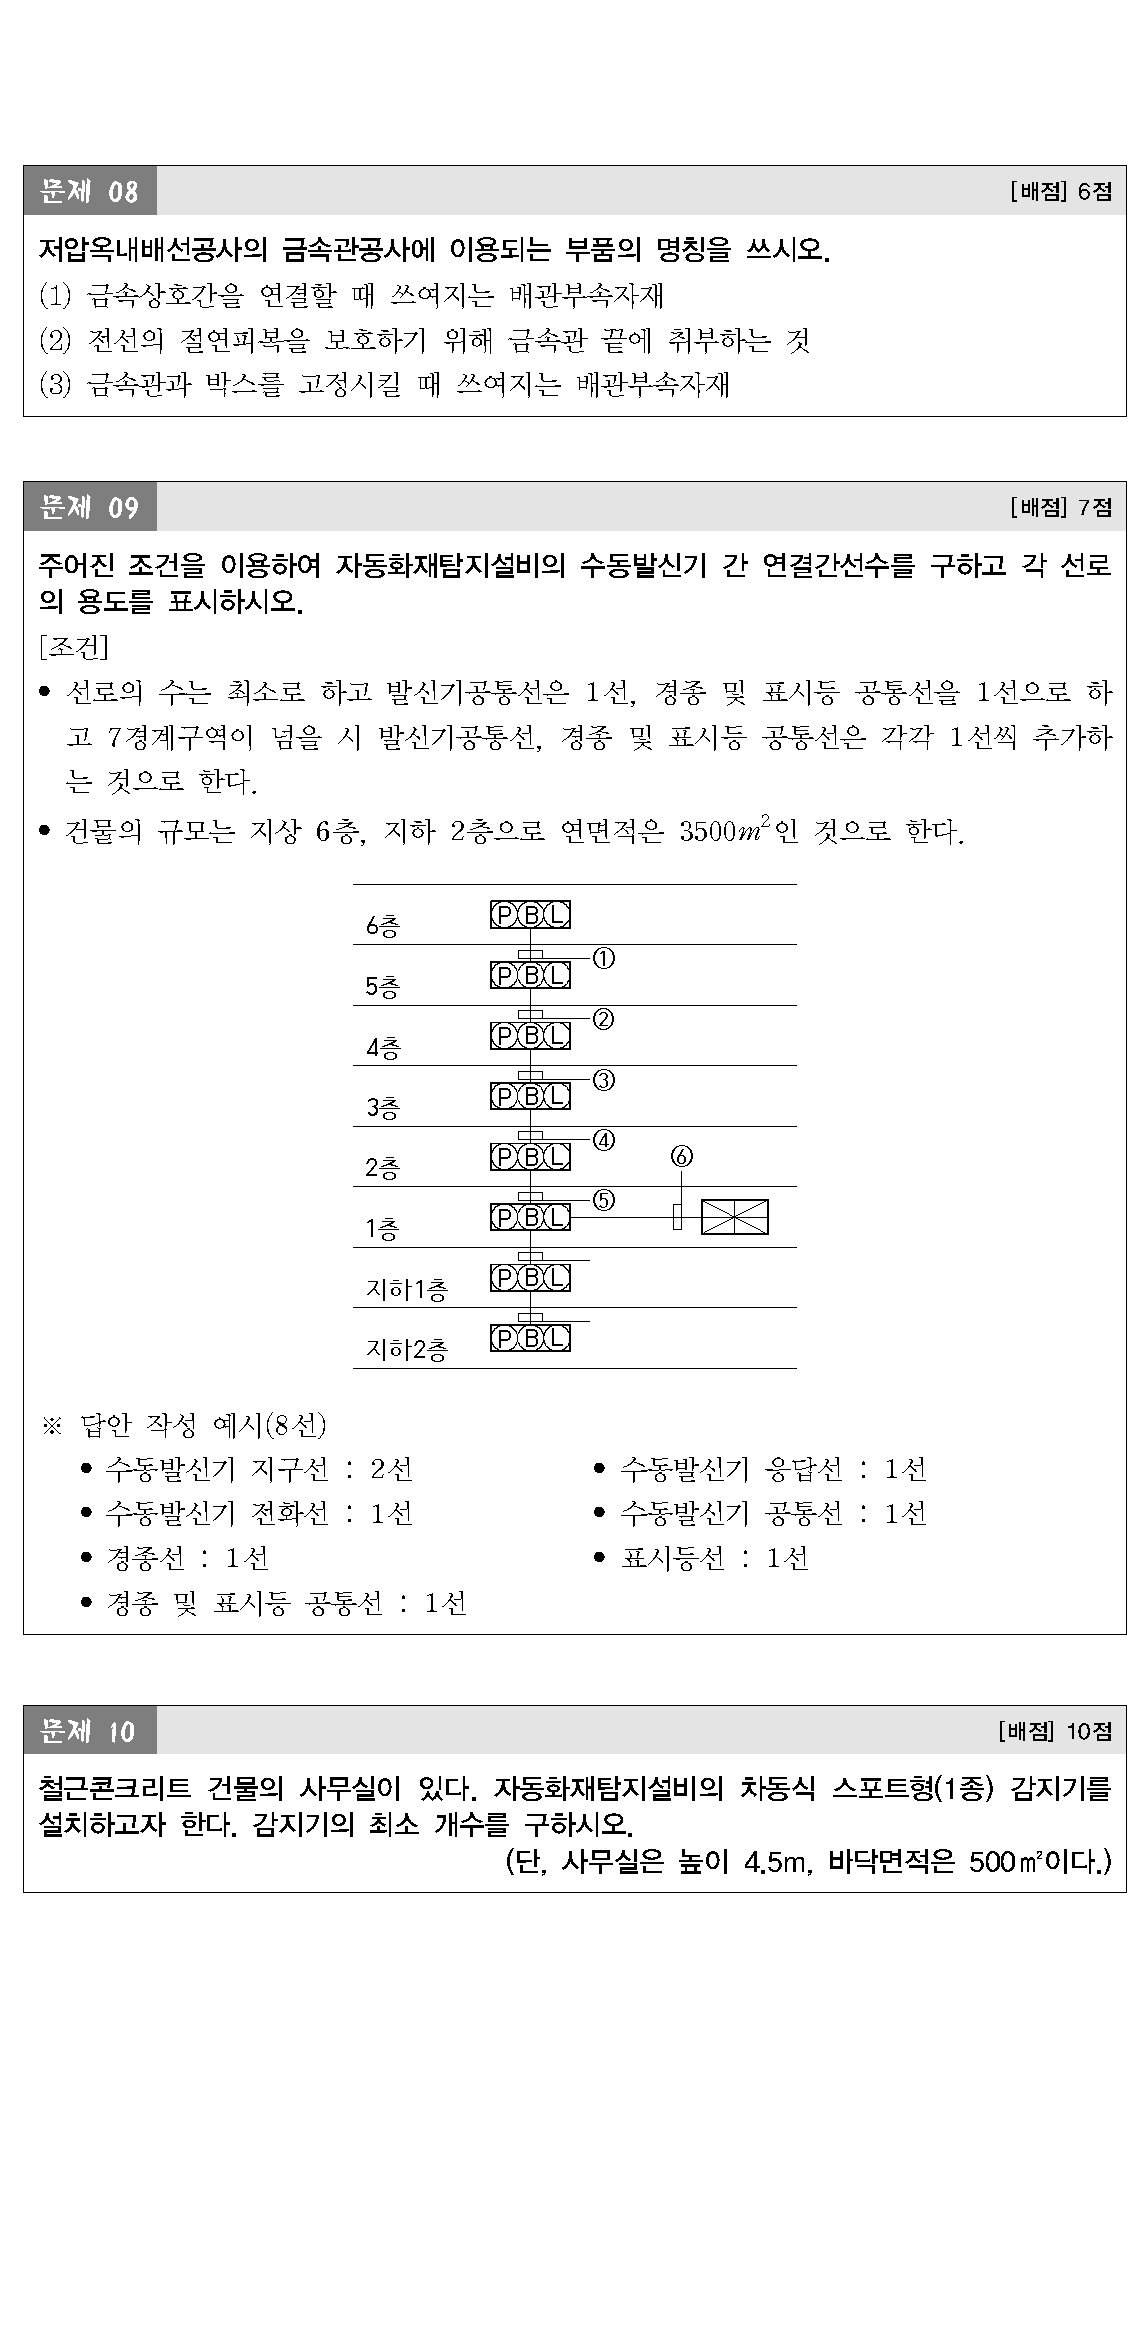 문제 08 [배점] 6점
저압옥내배선공사의 금속관공사에 이용되는 부품의 명칭을 쓰시오.
(1) 금속상호간을 연결할 때 쓰여지는 배관부속자재
(2) 전선의 절연피복을 보호하기 위해 금속관 끝에 취부하는 것
(3) 금속관과 박스를 고정시킬 때 쓰여지는 배관부속자재
문제 09 [배점] 7점
주어진 조건을 이용하여 자동화재탐지설비의 수동발신기 간 연결간선수를 구하고 각 선로
의 용도를 표시하시오.
[조건]
● 선로의 수는 최소로 하고 발신기공통선은 1선, 경종 및 표시등 공통선을 1선으로 하
고 7경계구역이 넘을 시 발신기공통선, 경종 및 표시등 공통선은 각각 1선씩 추가하
는 것으로 한다.
● 건물의 규모는 지상 6층, 지하 2층으로 연면적은 3500m²인 것으로 한다.
6층 P B L
①
5층 P B L
②
4층 P B L
③
3층 P B L
④
2층 P B L
⑥
⑤
1층 P B L
지하1층 P B L
지하2층 P B L
※ 답안 작성 예시(8선)
● 수동발신기 지구선 : 2선 ● 수동발신기 응답선 : 1선
● 수동발신기 전화선 : 1선 ● 수동발신기 공통선 : 1선
● 경종선 : 1선 ● 표시등선 : 1선
● 경종 및 표시등 공통선 : 1선
문제 10 [배점] 10점
철근콘크리트 건물의 사무실이 있다. 자동화재탐지설비의 차동식 스포트형(1종) 감지기를
설치하고자 한다. 감지기의 최소 개수를 구하시오.
(단, 사무실은 높이 4.5m, 바닥면적은 500㎡이다.)